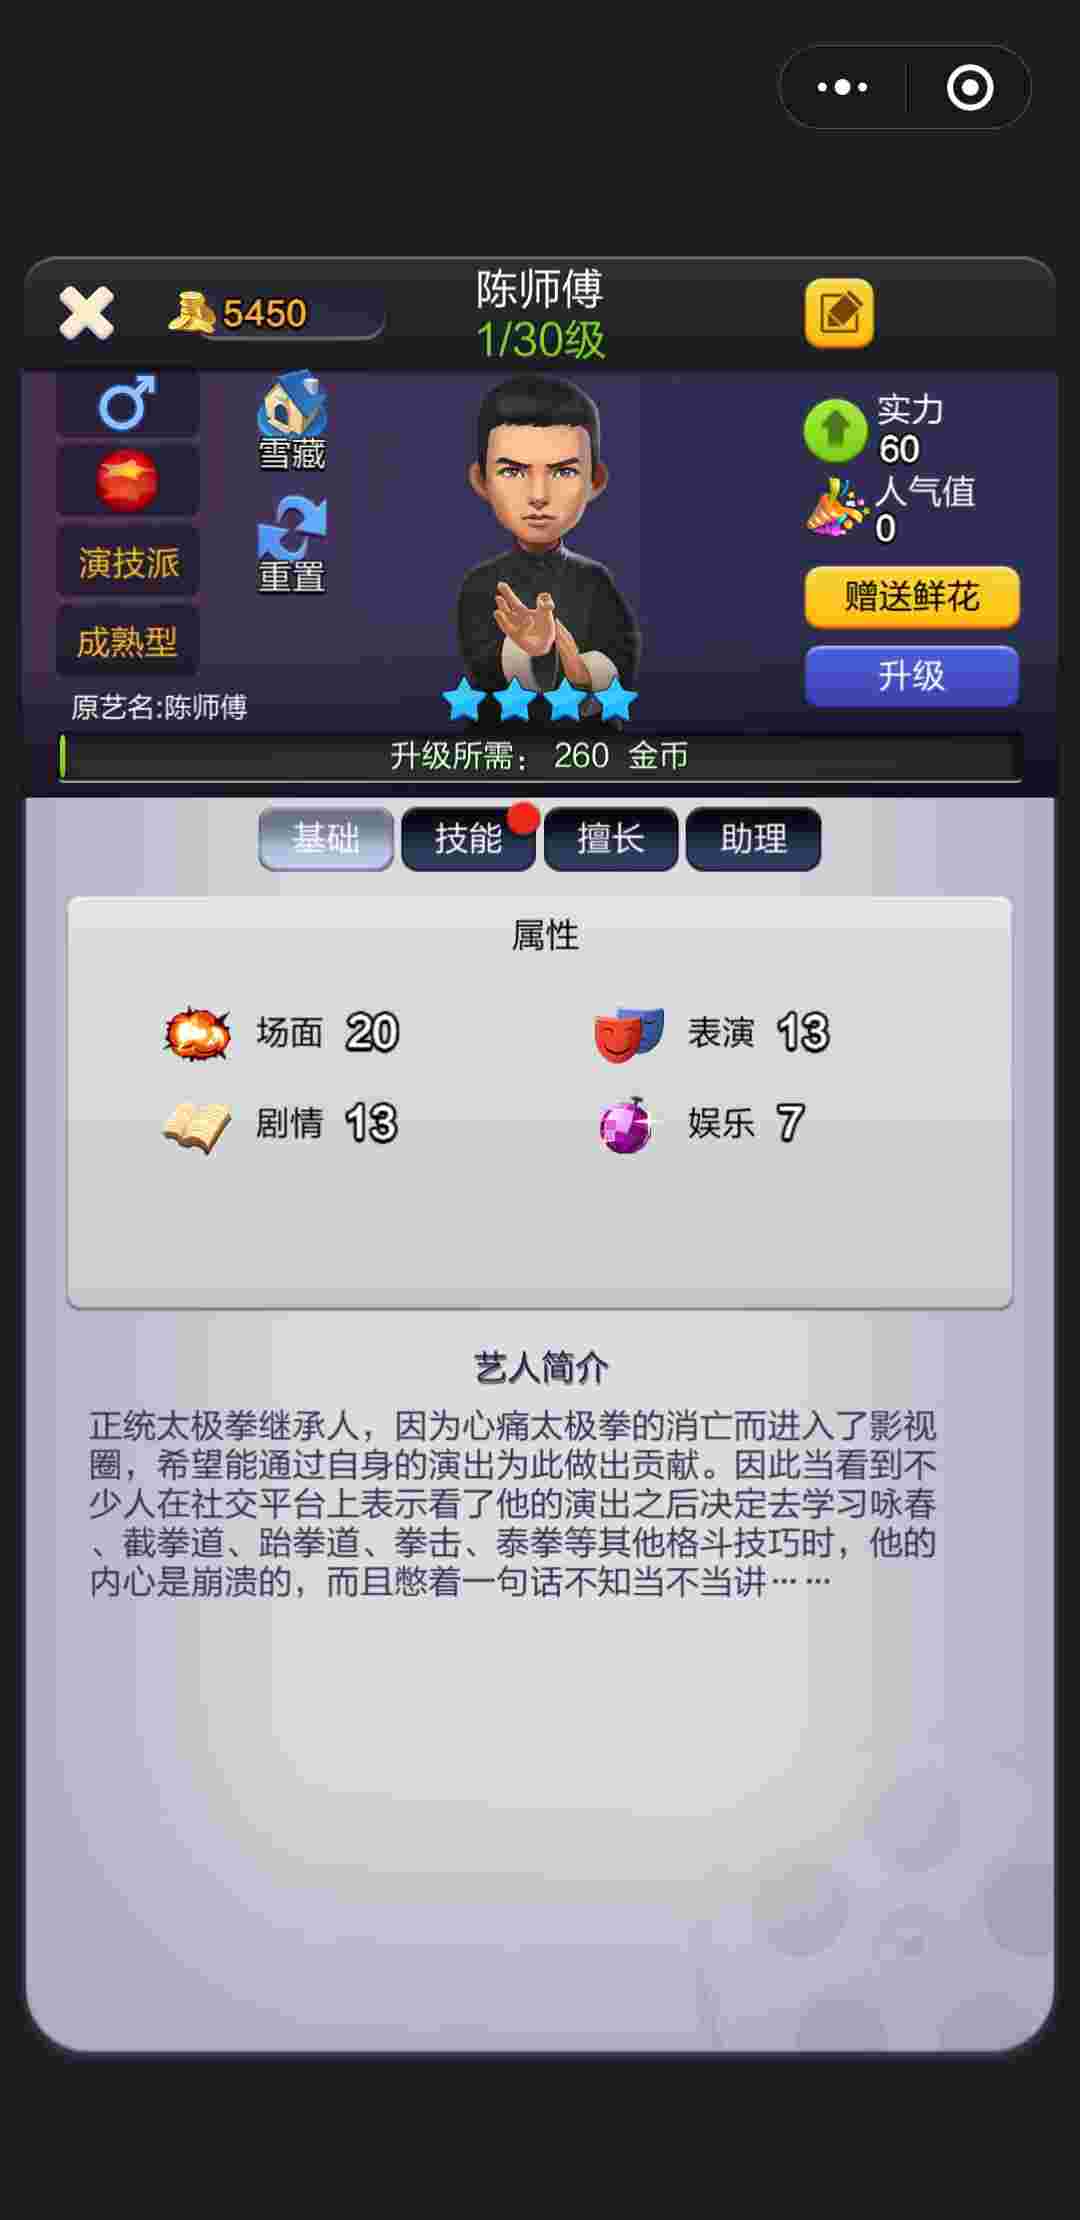 5450
陈师傅
1/30级
雪藏
重置
演技派
成熟型
实力
60
人气值
0
赠送鲜花
升级
原艺名:陈师傅
升级所需： 260 金币
基础 技能 擅长 助理
属性
场面 20 表演 13
剧情 13 娱乐 7
艺人简介
正统太极拳继承人，因为心痛太极拳的消亡而进入了影视
圈，希望能通过自身的演出为此做出贡献。因此当看到不
少人在社交平台上表示看了他的演出之后决定去学习咏春
、截拳道、跆拳道、拳击、泰拳等其他格斗技巧时，他的
内心是崩溃的，而且憋着一句话不知当不当讲……